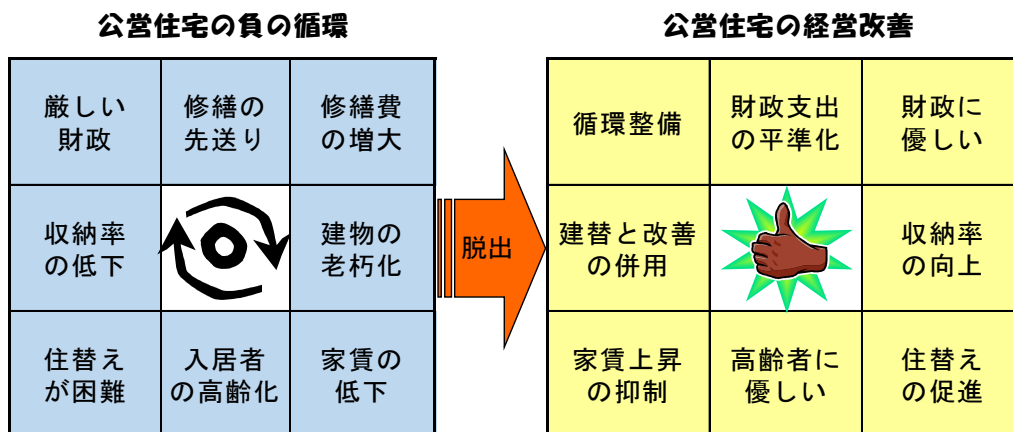 公営住宅の負の循環
厳しい
財政
修繕の
先送り
修繕費
の増大
収納率
の低下
建物の
老朽化
住替え
が困難
入居者
の高齢化
家賃の
低下
脱出
公営住宅の経営改善
循環整備
財政支出
の平準化
財政に
優しい
建替と改善
の併用
収納率
の向上
家賃上昇
の抑制
高齢者に
優しい
住替え
の促進